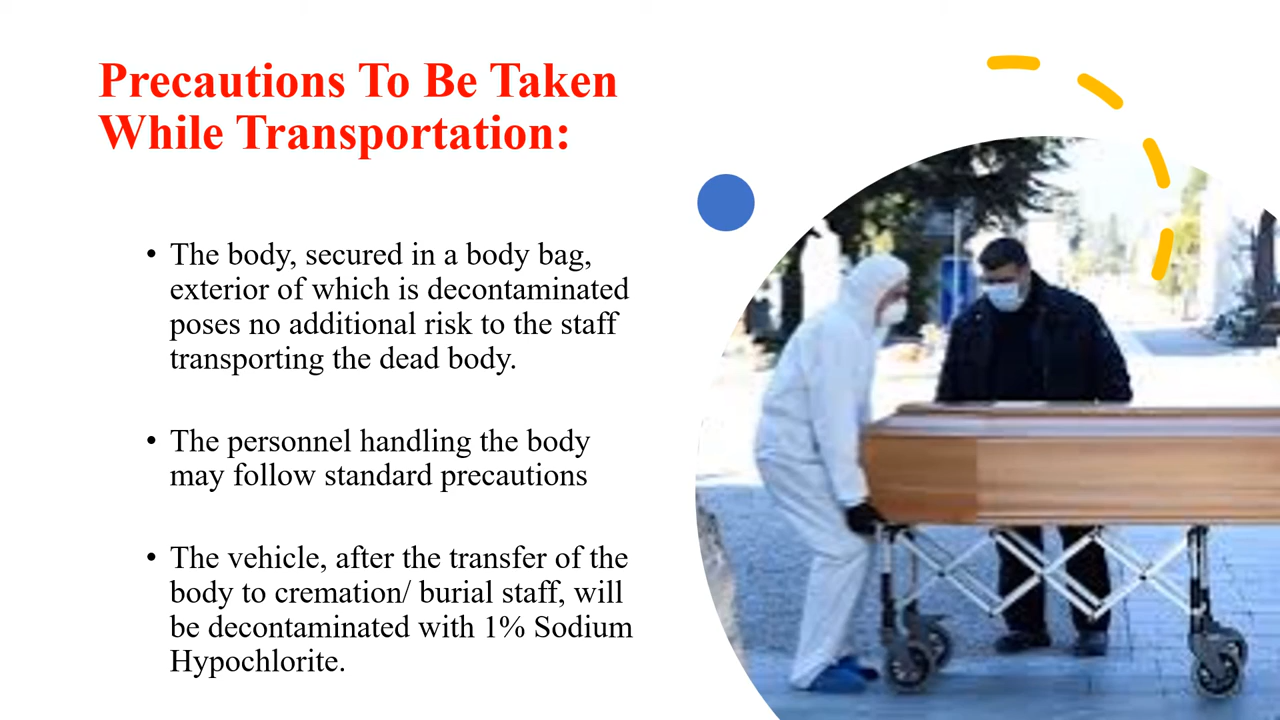 Precautions To Be Taken
While Transportation:
• The body, secured in a body bag,
exterior of which is decontaminated
poses no additional risk to the staff
transporting the dead body.
• The personnel handling the body
may follow standard precautions
• The vehicle, after the transfer of the
body to cremation/ burial staff, will
be decontaminated with 1% Sodium
Hypochlorite.